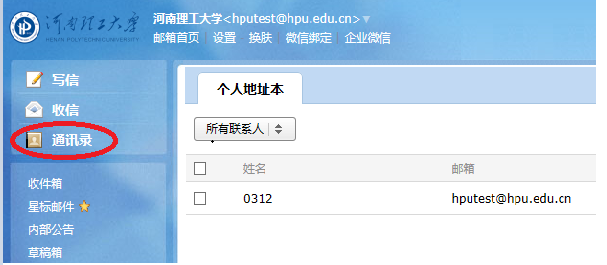 河南理工大学
HENAN POLYTECHNIC UNIVERSITY
河南理工大学<hputest@hpu.edu.cn>
邮箱首页 | 设置 - 换肤 | 微信绑定 | 企业微信
写信
收信
通讯录
收件箱
星标邮件
内部公告
草稿箱
个人地址本
所有联系人
姓名 邮箱
0312 hputest@hpu.edu.cn